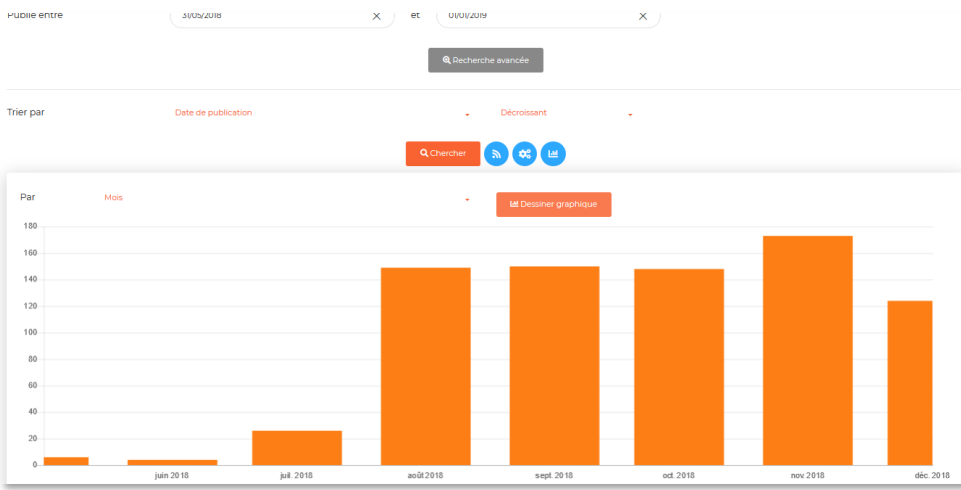 Publié entre 31/05/2018 et 01/01/2019
Recherche avancée
Trier par Date de publication Décroissant
Chercher
Par Mois Dessiner graphique
180
160
140
120
100
80
60
40
20
0
juin 2018 juil. 2018 août 2018 sept. 2018 oct. 2018 nov. 2018 déc. 2018